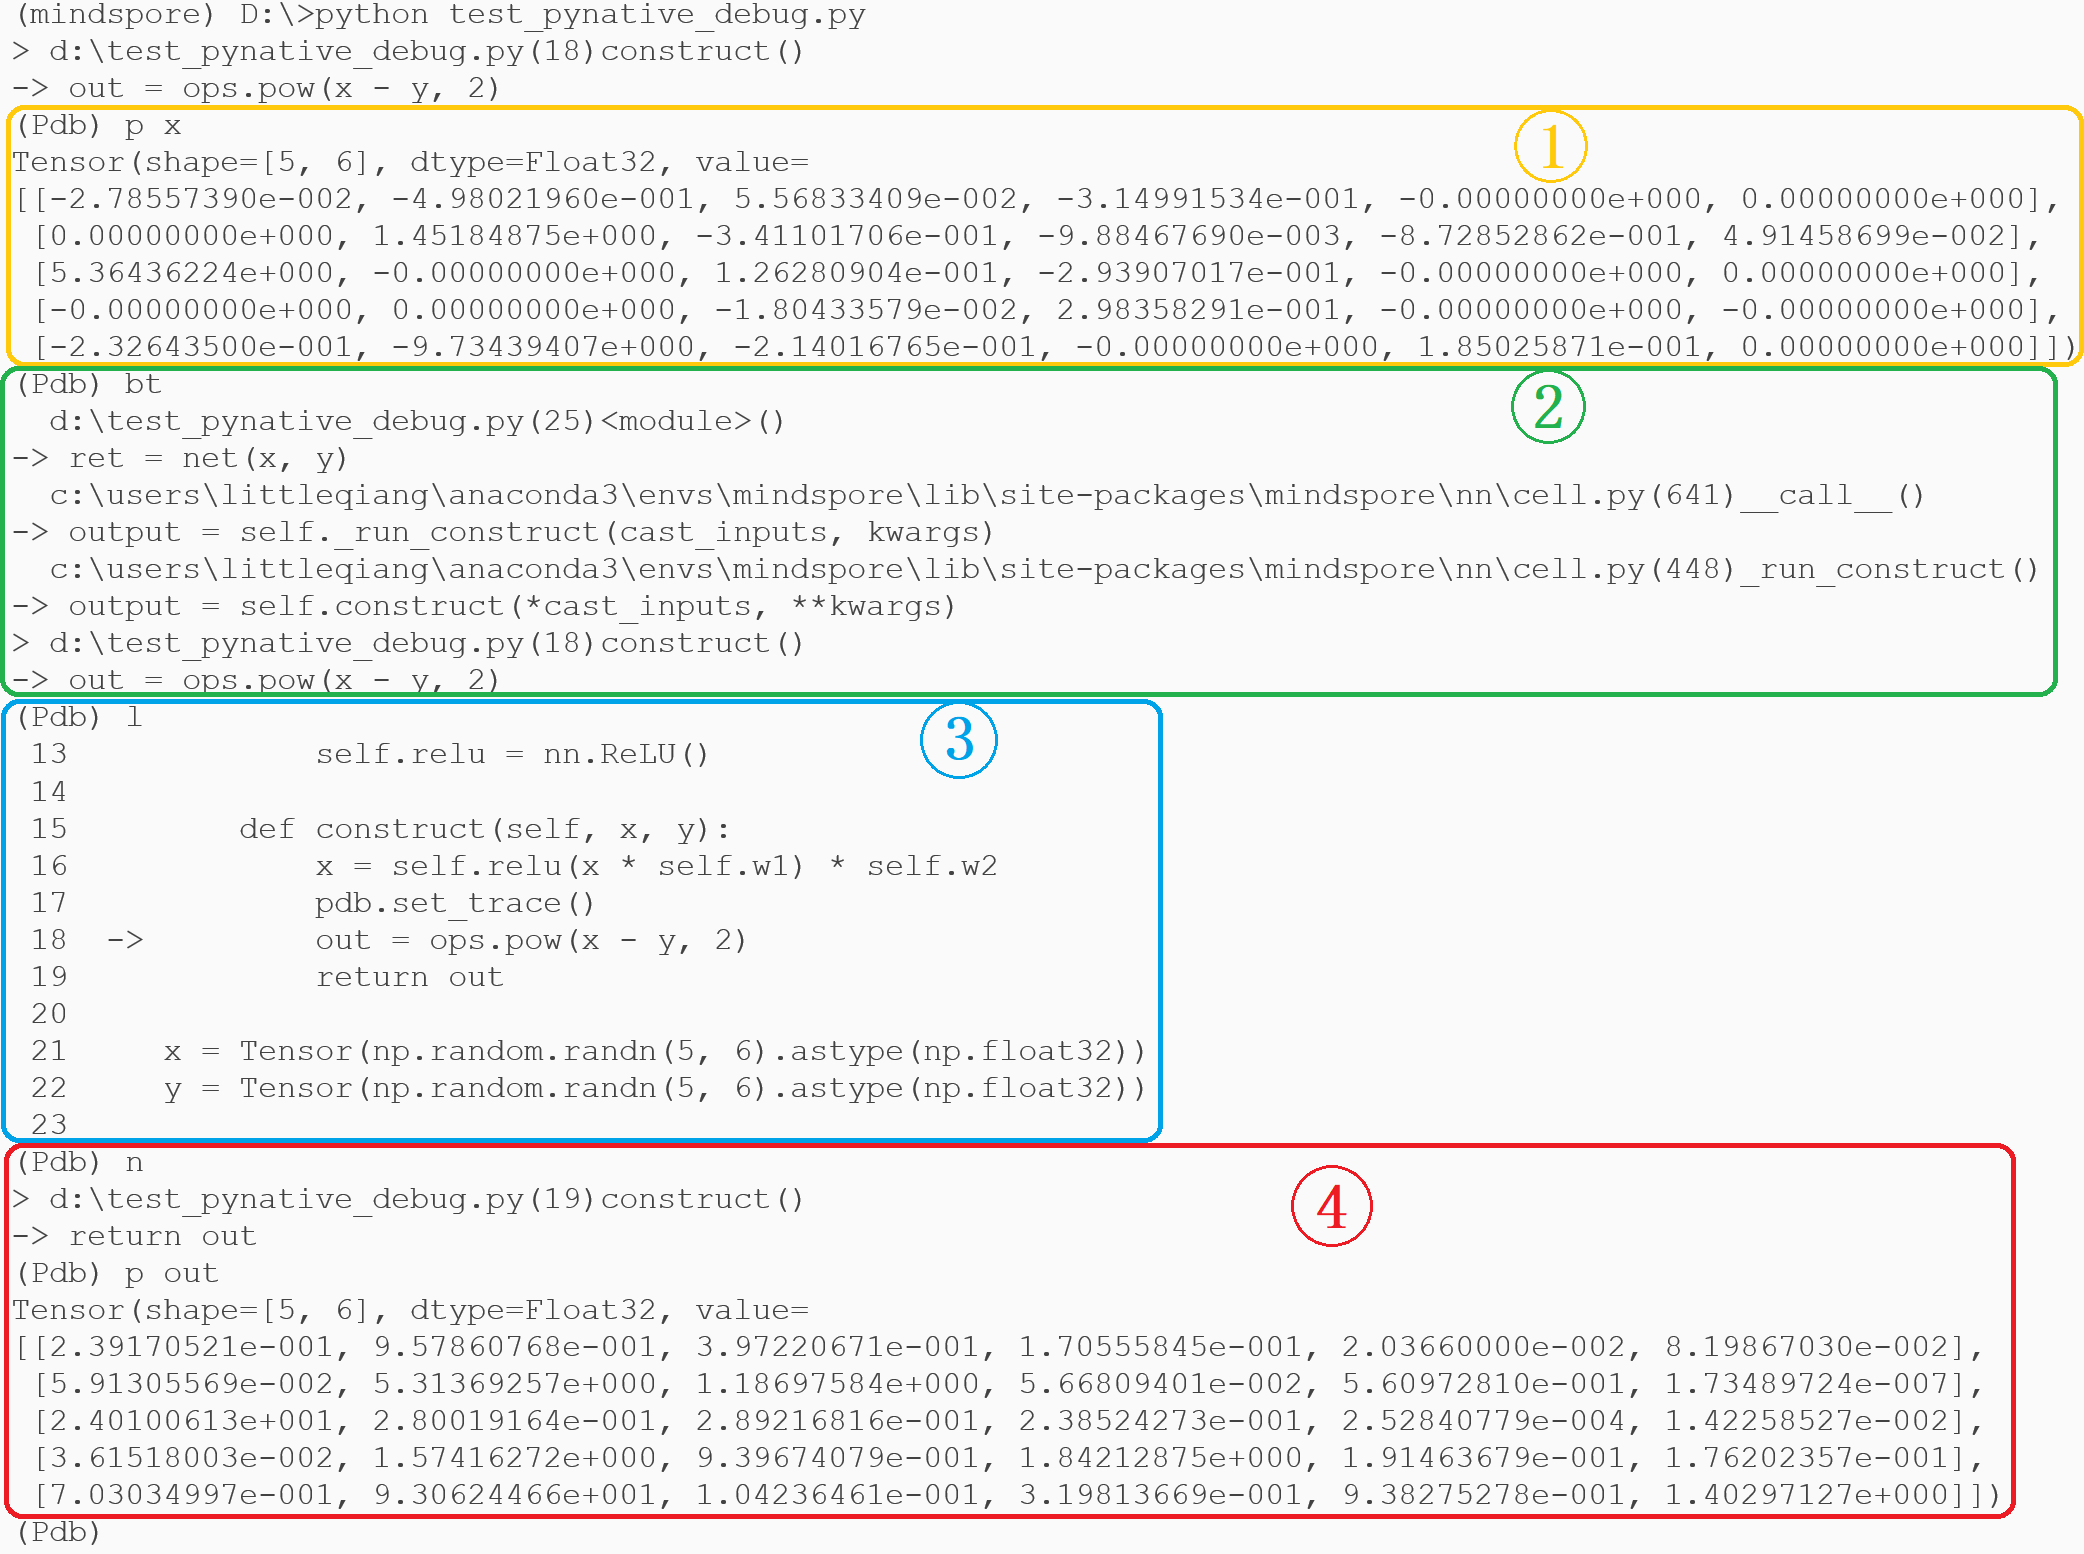 (mindspore) D:\>python test_pynative_debug.py
> d:\test_pynative_debug.py(18)construct()
-> out = ops.pow(x - y, 2)
(Pdb) p x
①
Tensor(shape=[5, 6], dtype=Float32, value=
[[-2.78557390e-002, -4.98021960e-001, 5.56833409e-002, -3.14991534e-001, -0.00000000e+000, 0.00000000e+000],
 [0.00000000e+000, 1.45184875e+000, -3.41101706e-001, -9.88467690e-003, -8.72852862e-001, 4.91458699e-002],
 [5.36436224e+000, -0.00000000e+000, 1.26280904e-001, -2.93907017e-001, -0.00000000e+000, 0.00000000e+000],
 [-0.00000000e+000, 0.00000000e+000, -1.80433579e-002, 2.98358291e-001, -0.00000000e+000, -0.00000000e+000],
 [-2.32643500e-001, -9.73439407e+000, -2.14016765e-001, -0.00000000e+000, 1.85025871e-001, 0.00000000e+000]])
(Pdb) bt
②
  d:\test_pynative_debug.py(25)<module>()
-> ret = net(x, y)
  c:\users\littleqiang\anaconda3\envs\mindspore\lib\site-packages\mindspore\nn\cell.py(641)__call__()
-> output = self._run_construct(cast_inputs, kwargs)
  c:\users\littleqiang\anaconda3\envs\mindspore\lib\site-packages\mindspore\nn\cell.py(448)_run_construct()
-> output = self.construct(*cast_inputs, **kwargs)
> d:\test_pynative_debug.py(18)construct()
-> out = ops.pow(x - y, 2)
(Pdb) l
③
 13             self.relu = nn.ReLU()
 14
 15         def construct(self, x, y):
 16             x = self.relu(x * self.w1) * self.w2
 17             pdb.set_trace()
 18  ->         out = ops.pow(x - y, 2)
 19             return out
 20
 21     x = Tensor(np.random.randn(5, 6).astype(np.float32))
 22     y = Tensor(np.random.randn(5, 6).astype(np.float32))
 23
(Pdb) n
④
> d:\test_pynative_debug.py(19)construct()
-> return out
(Pdb) p out
Tensor(shape=[5, 6], dtype=Float32, value=
[[2.39170521e-001, 9.57860768e-001, 3.97220671e-001, 1.70555845e-001, 2.03660000e-002, 8.19867030e-002],
 [5.91305569e-002, 5.31369257e+000, 1.18697584e+000, 5.66809401e-002, 5.60972810e-001, 1.73489724e-007],
 [2.40100613e+001, 2.80019164e-001, 2.89216816e-001, 2.38524273e-001, 2.52840779e-004, 1.42258527e-002],
 [3.61518003e-002, 1.57416272e+000, 9.39674079e-001, 1.84212875e+000, 1.91463679e-001, 1.76202357e-001],
 [7.03034997e-001, 9.30624466e+001, 1.04236461e-001, 3.19813669e-001, 9.38275278e-001, 1.40297127e+000]])
(Pdb)